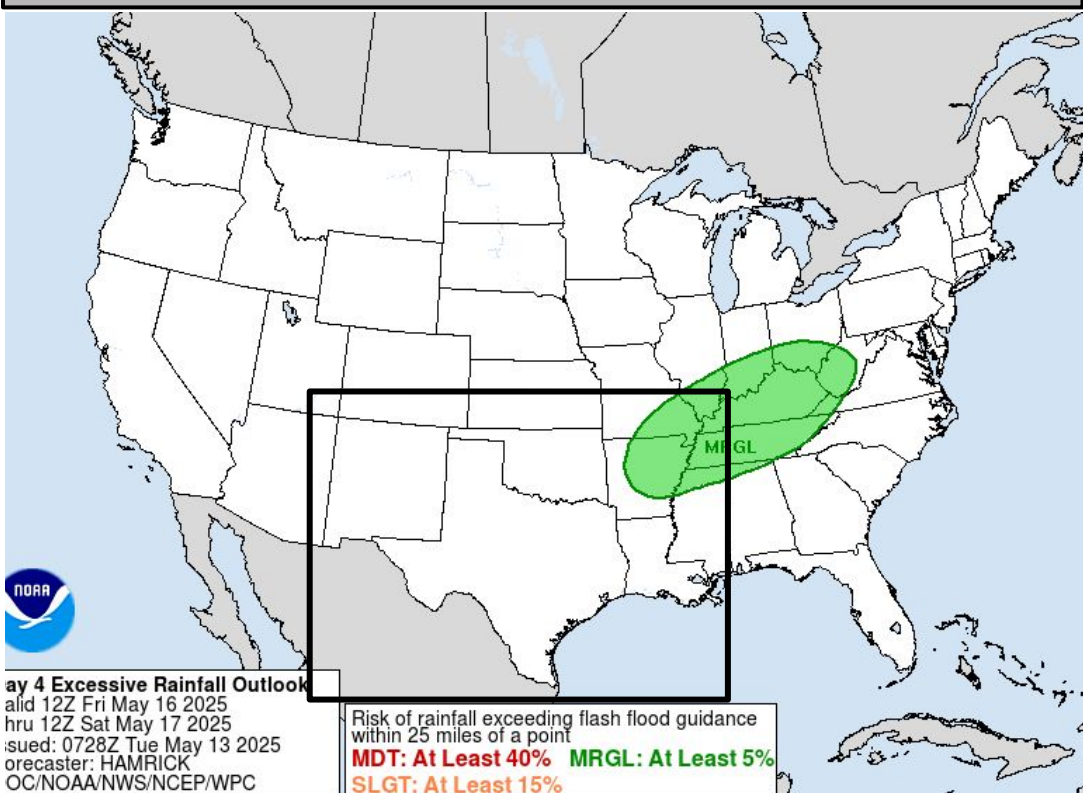 MRGL
NOAA
ay 4 Excessive Rainfall Outlook
alid 12Z Fri May 16 2025
hru 12Z Sat May 17 2025
ssued: 0728Z Tue May 13 2025
orecaster: HAMRICK
OC/NOAA/NWS/NCEP/WPC
Risk of rainfall exceeding flash flood guidance
within 25 miles of a point
MDT: At Least 40% MRGL: At Least 5%
SLGT: At Least 15%